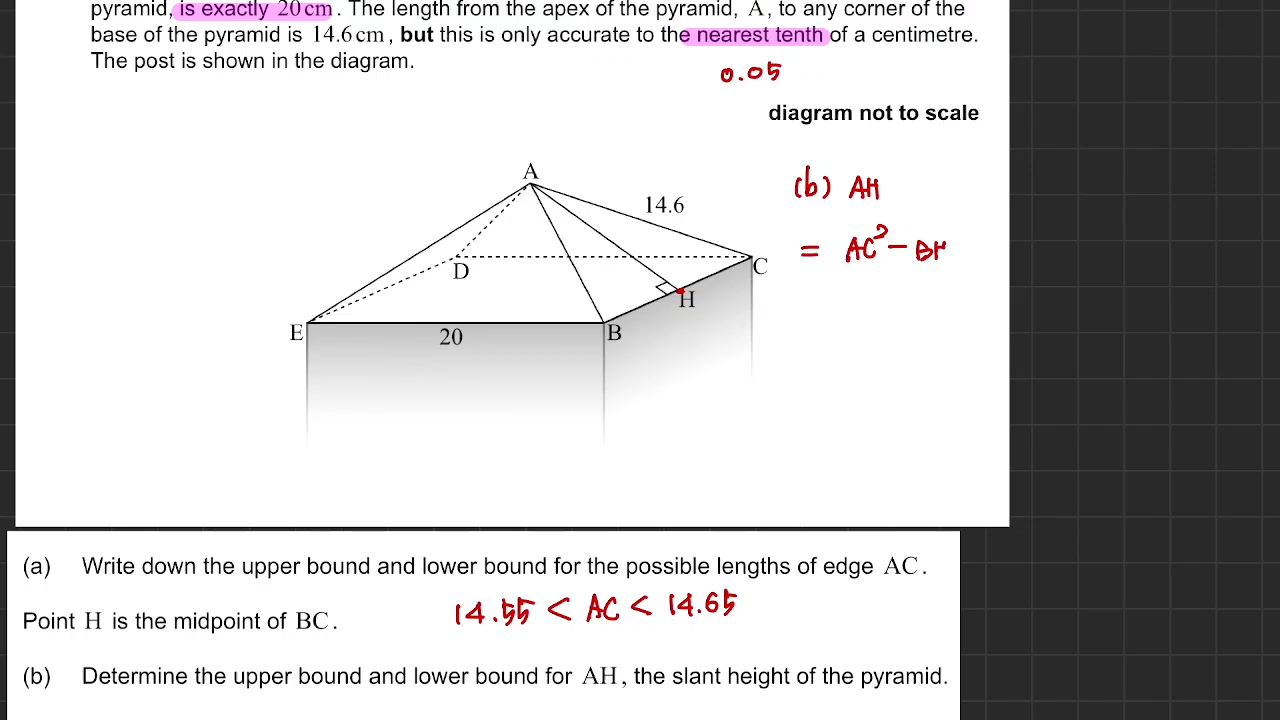 pyramid, is exactly 20 cm. The length from the apex of the pyramid, A, to any corner of the
base of the pyramid is 14.6 cm, but this is only accurate to the nearest tenth of a centimetre.
The post is shown in the diagram.
0.05
diagram not to scale
A
(b) AH
14.6
= AC² - BH
D
C
H
E
20
B
(a) Write down the upper bound and lower bound for the possible lengths of edge AC.
14.55 < AC < 14.65
Point H is the midpoint of BC.
(b) Determine the upper bound and lower bound for AH, the slant height of the pyramid.